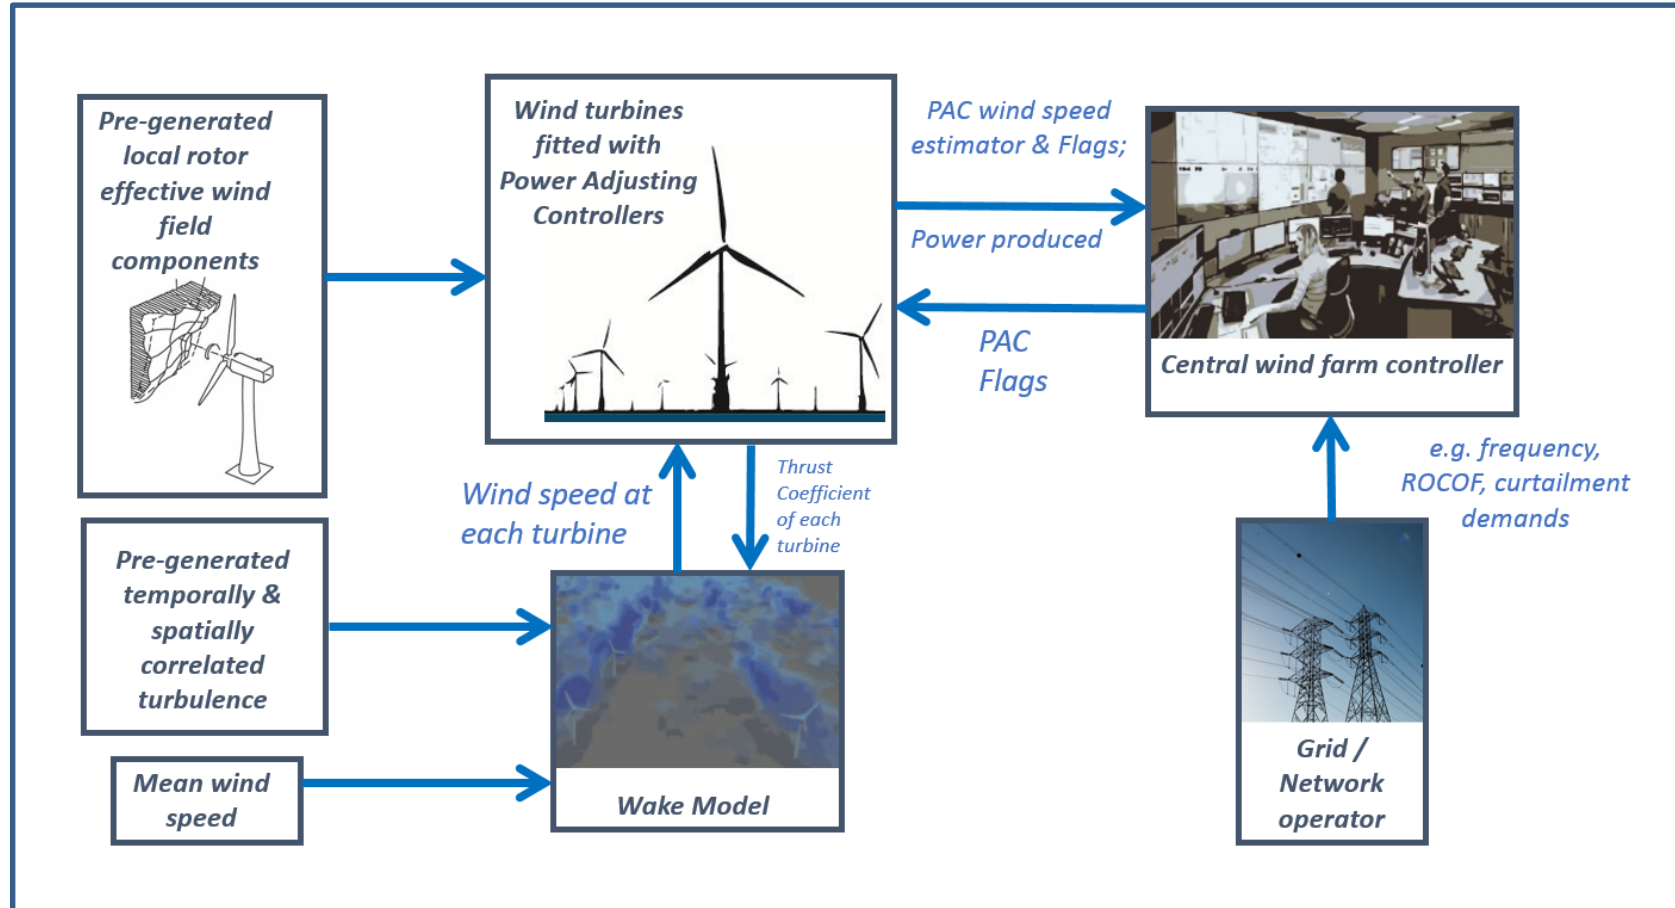 Pre-generated
local rotor
effective wind
field
components
Wind turbines
fitted with
Power Adjusting
Controllers
PAC wind speed
estimator & Flags;
Power produced
PAC
Flags
Central wind farm controller
Wind speed at
each turbine
Thrust
Coefficient
of each
turbine
e.g. frequency,
ROCOF, curtailment
demands
Pre-generated
temporally &
spatially
correlated
turbulence
Mean wind
speed
Wake Model
Grid /
Network
operator